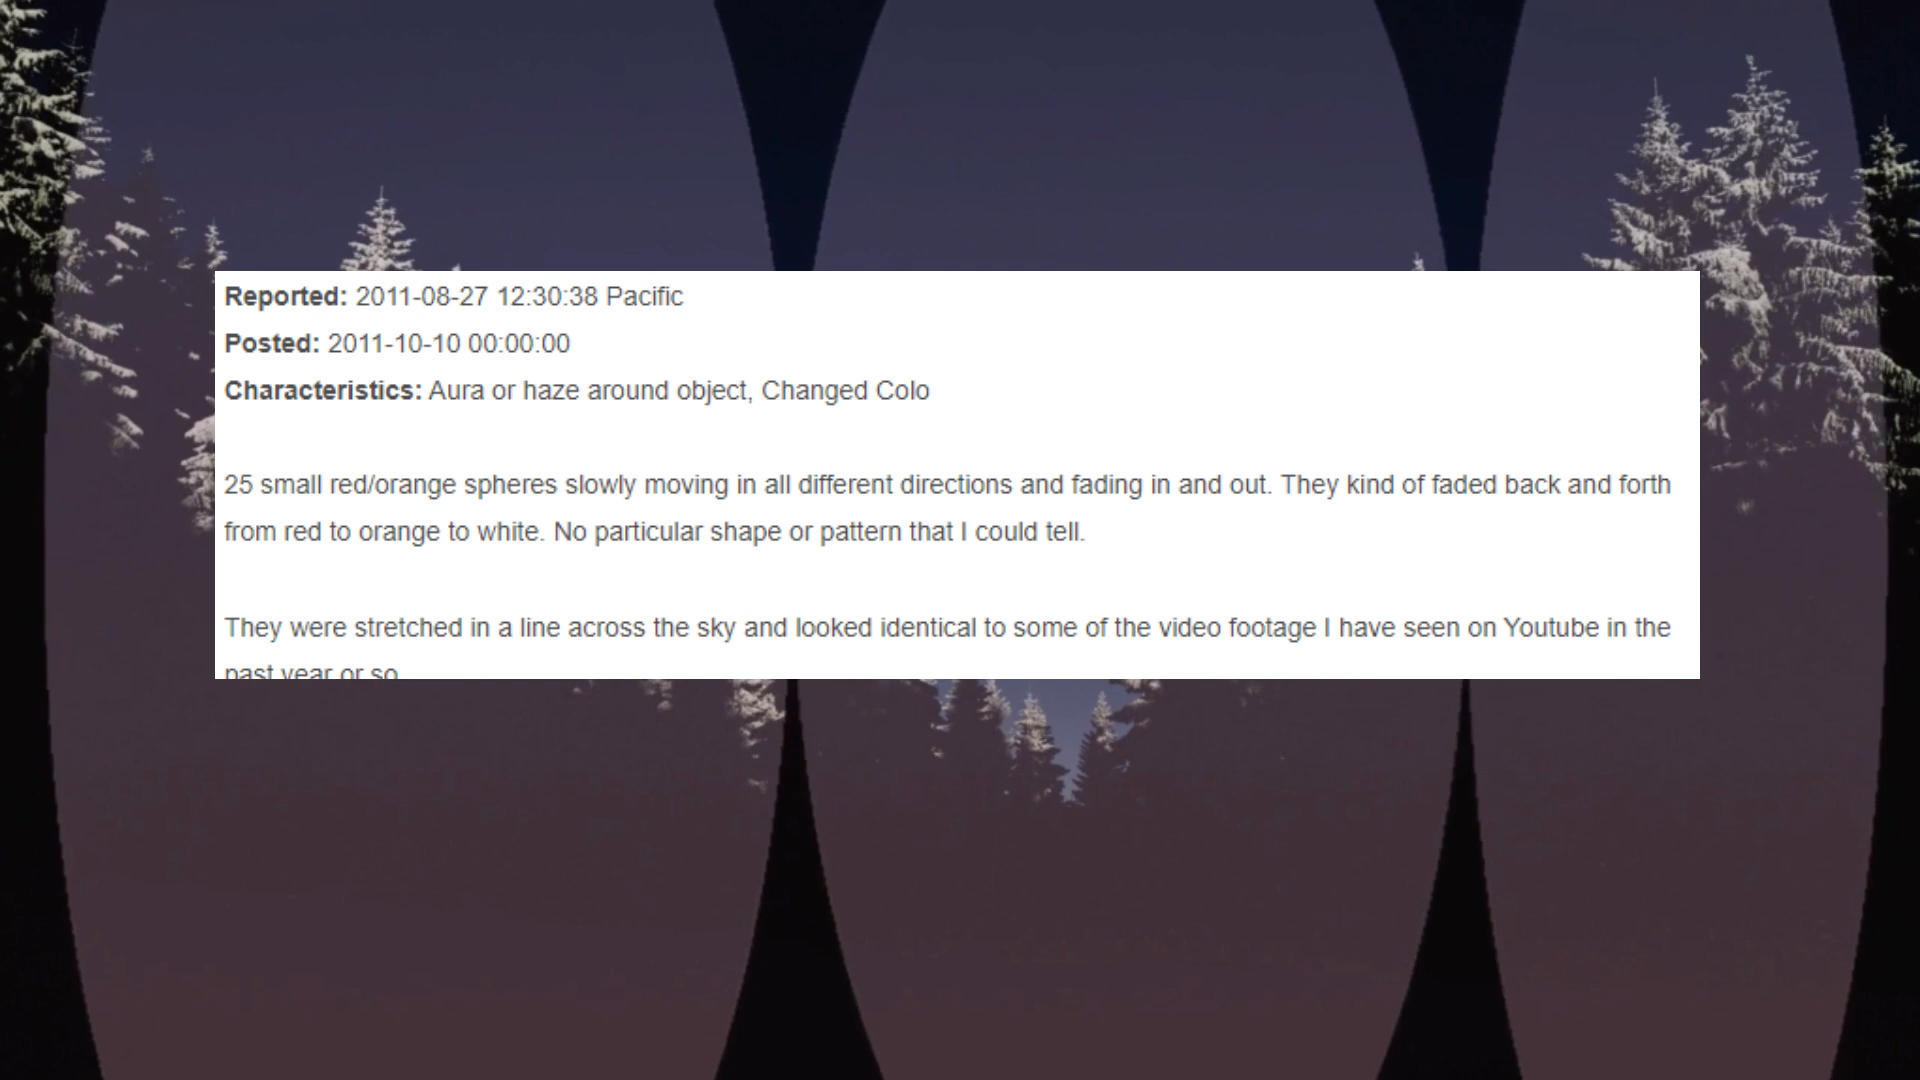 Reported: 2011-08-27 12:30:38 Pacific
Posted: 2011-10-10 00:00:00
Characteristics: Aura or haze around object, Changed Colo
25 small red/orange spheres slowly moving in all different directions and fading in and out. They kind of faded back and forth
from red to orange to white. No particular shape or pattern that I could tell.
They were stretched in a line across the sky and looked identical to some of the video footage I have seen on Youtube in the
past year or so